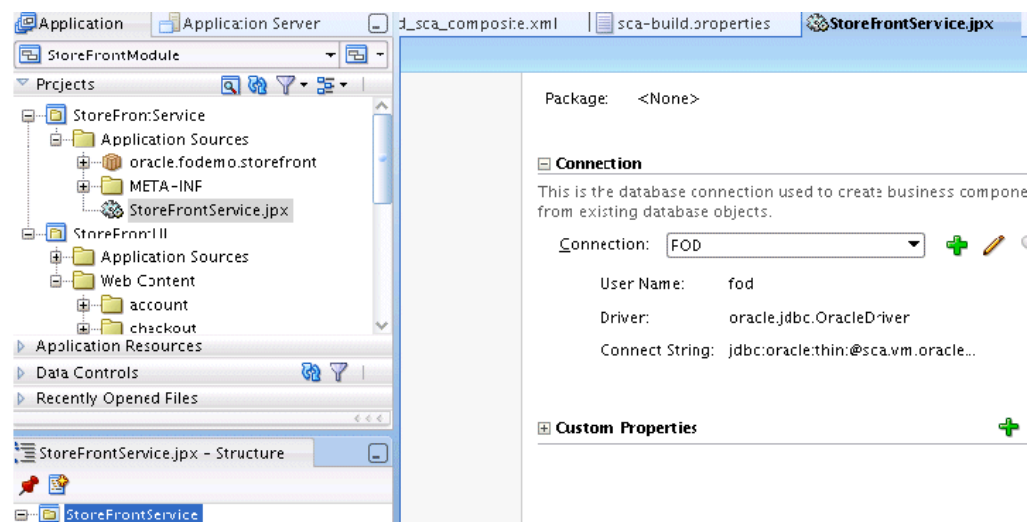 Application
Application Server
d_sca_composite.xml
sca-build.properties
StoreFrontService.jpx
StoreFrontModule
Projects
StoreFrontService
Application Sources
oracle.fodemo.storefront
META-INF
StoreFrontService.jpx
StoreFrontUI
Application Sources
Web Content
account
checkout
Application Resources
Data Controls
Recently Opened Files
StoreFrontService.jpx - Structure
StoreFrontService
Package: <None>
Connection
This is the database connection used to create business compone
from existing database objects.
Connection: FOD
User Name: fod
Driver: oracle.jdbc.OracleDriver
Connect String: jdbc:oracle:thin:@sca.vm.oracle...
Custom Properties